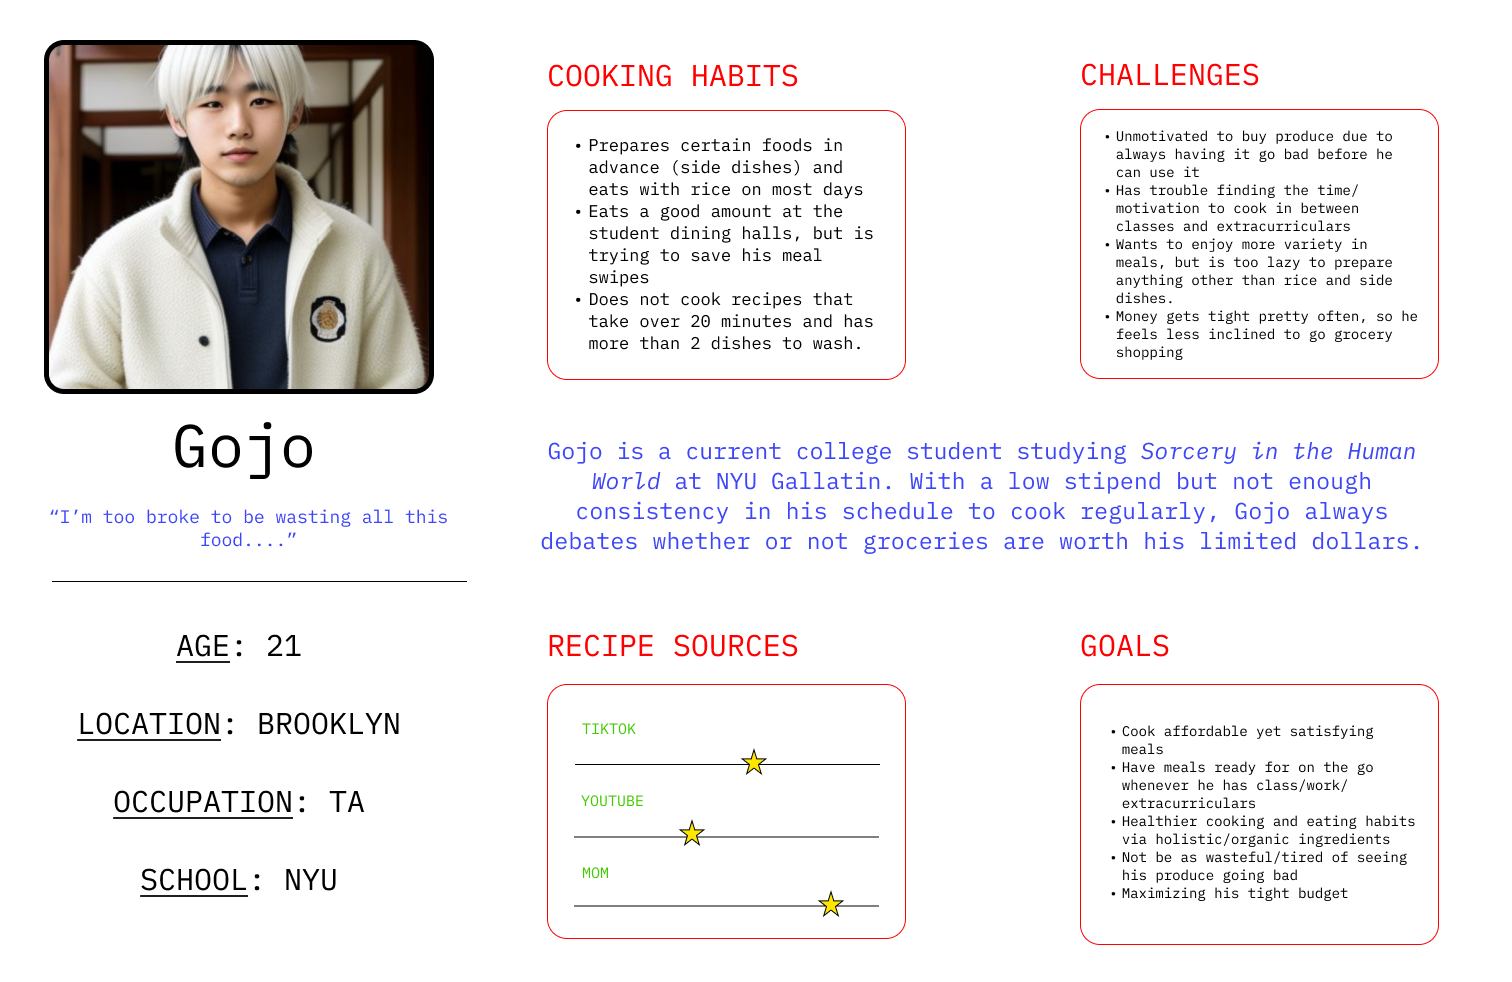 Gojo
“I’m too broke to be wasting all this
food....”
AGE: 21
LOCATION: BROOKLYN
OCCUPATION: TA
SCHOOL: NYU
COOKING HABITS
• Prepares certain foods in
advance (side dishes) and
eats with rice on most days
• Eats a good amount at the
student dining halls, but is
trying to save his meal
swipes
• Does not cook recipes that
take over 20 minutes and has
more than 2 dishes to wash.
CHALLENGES
• Unmotivated to buy produce due to
always having it go bad before he
can use it
• Has trouble finding the time/
motivation to cook in between
classes and extracurriculars
• Wants to enjoy more variety in
meals, but is too lazy to prepare
anything other than rice and side
dishes.
• Money gets tight pretty often, so he
feels less inclined to go grocery
shopping
Gojo is a current college student studying Sorcery in the Human
World at NYU Gallatin. With a low stipend but not enough
consistency in his schedule to cook regularly, Gojo always
debates whether or not groceries are worth his limited dollars.
RECIPE SOURCES
TIKTOK
YOUTUBE
MOM
GOALS
• Cook affordable yet satisfying
meals
• Have meals ready for on the go
whenever he has class/work/
extracurriculars
• Healthier cooking and eating habits
via holistic/organic ingredients
• Not be as wasteful/tired of seeing
his produce going bad
• Maximizing his tight budget